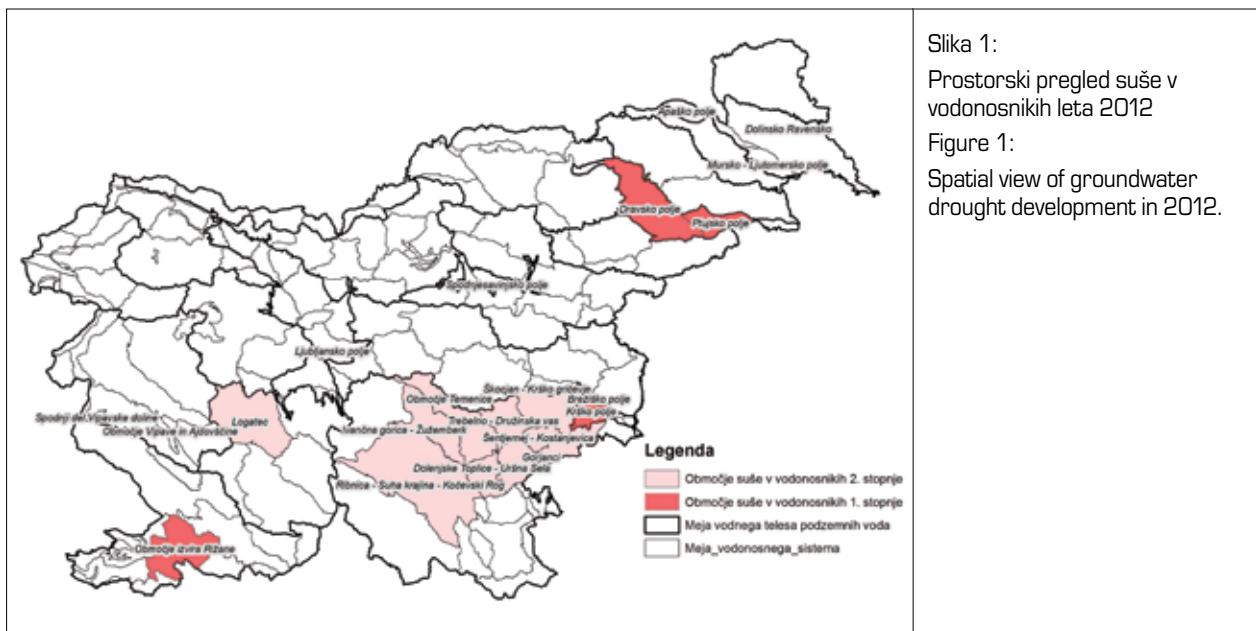 Apaško polje
Dolinsko Ravensko
Mursko - Ljutomersko polje
Dravsko polje
Ptujsko polje
Spodnjesavinjsko polje
Ljubljansko polje
Škocjan - Krško gričevje
Območje Temenice
Brežiško polje
Krško polje
Trebelno - Družinska vas
Spodnji del Vipavske doline
Logatec
Ivančna gorica - Žužemberk
Območje Vipave in Ajdovščine
Šentjernej - Kostanjevica
Gorjanci
Dolenjske Toplice - Uršna Sela
Ribnica - Suha krajina - Kočevski Rog
Območje izvira Rižane
Legenda
Območje suše v vodonosnikih 2. stopnje
Območje suše v vodonosnikih 1. stopnje
Meja vodnega telesa podzemnih voda
Meja_vodonosnega_sistema
Slika 1:
Prostorski pregled suše v
vodonosnikih leta 2012
Figure 1:
Spatial view of groundwater
drought development in 2012.